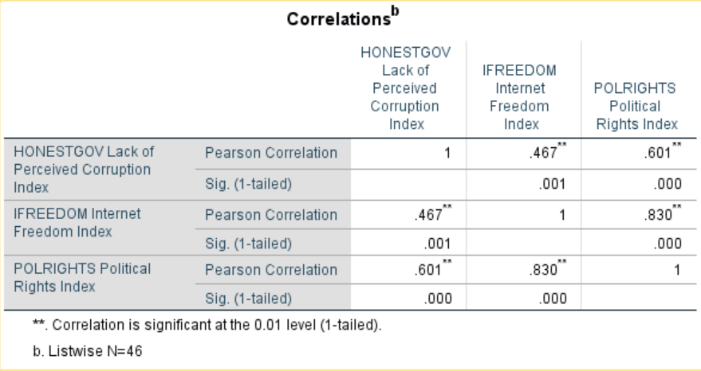 Correlationsb
HONESTGOV
Lack of
Perceived
Corruption
Index
IFREEDOM
Internet
Freedom
Index
POLRIGHTS
Political
Rights Index
HONESTGOV Lack of
Perceived Corruption
Index
Pearson Correlation 1 .467** .601**
Sig. (1-tailed) .001 .000
IFREEDOM Internet
Freedom Index
Pearson Correlation .467** 1 .830**
Sig. (1-tailed) .001 .000
POLRIGHTS Political
Rights Index
Pearson Correlation .601** .830** 1
Sig. (1-tailed) .000 .000
**. Correlation is significant at the 0.01 level (1-tailed).
b. Listwise N=46